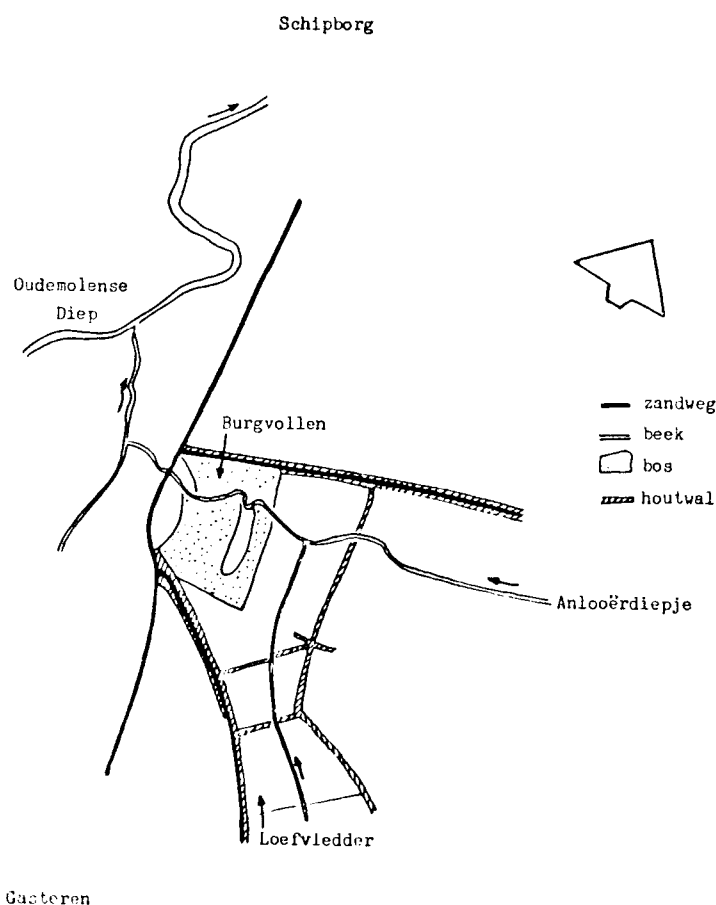 Schipborg
Oudemolense
Diep
Burgvollen
zandweg
beek
bos
houtwal
Anlooërdiepje
Loefvledder
Gasteren